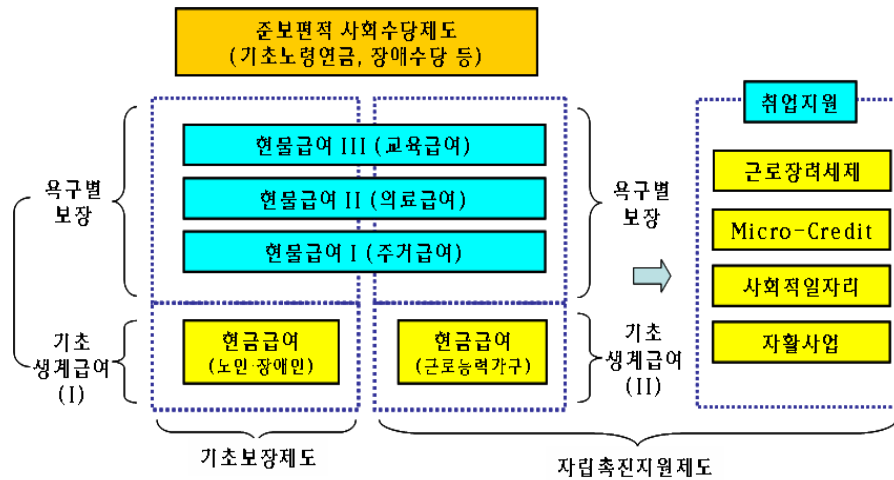 준보편적 사회수당제도
(기초노령연금, 장애수당 등)
취업지원
현물급여 III (교육급여)
현물급여 II (의료급여)
현물급여 I (주거급여)
욕구별
보장
욕구별
보장
근로장려세제
Micro-Credit
사회적일자리
자활사업
기초
생계급여
(I)
현금급여
(노인·장애인)
현금급여
(근로능력가구)
기초
생계급여
(II)
기초보장제도
자립촉진지원제도